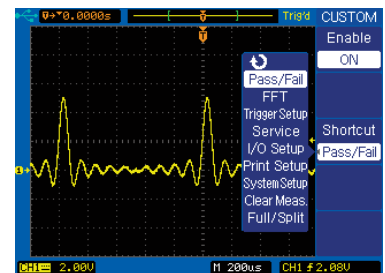 0.0000s Trig'd CUSTOM
Enable
ON
Pass/Fail
FFT
Trigger Setup
Service
I/O Setup
Print Setup
System Setup
Clear Meas.
Full/Split
Shortcut
Pass/Fail
CH1 2.00V M 200us CH1 2.08V